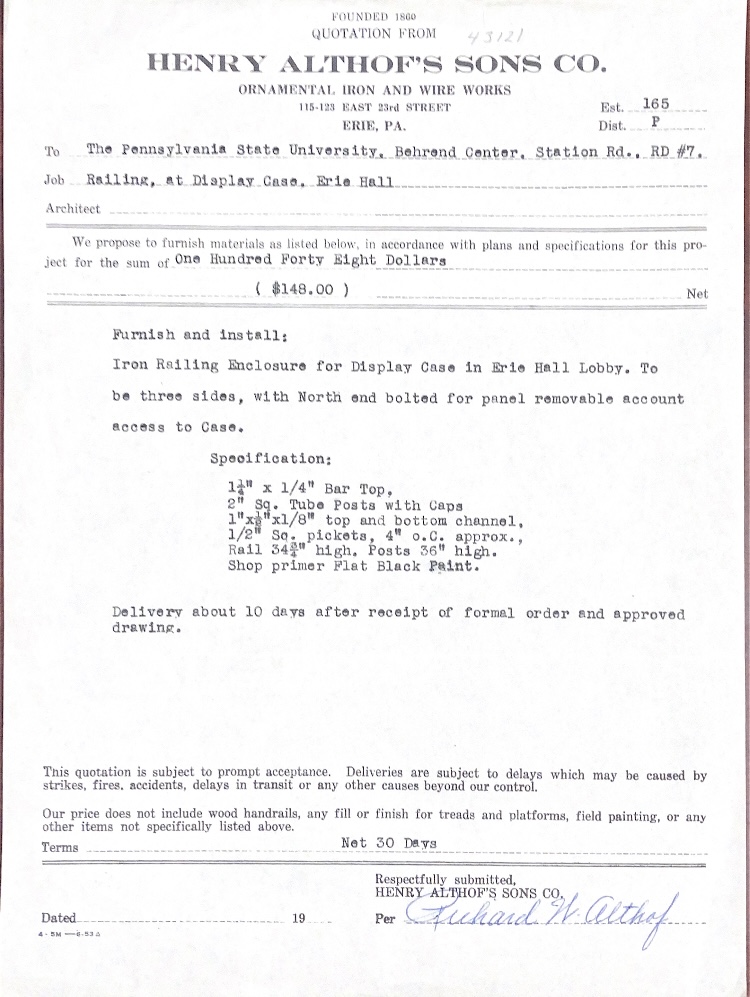 FOUNDED 1860
QUOTATION FROM
43121
HENRY ALTHOF'S SONS CO.
ORNAMENTAL IRON AND WIRE WORKS
115-123 EAST 23rd STREET
ERIE, PA.
Est. 165
Dist. P
To The Pennsylvania State University, Behrend Center, Station Rd., RD #7.
Job Railing, at Display Case, Erie Hall
Architect
We propose to furnish materials as listed below, in accordance with plans and specifications for this pro-
ject for the sum of One Hundred Forty Eight Dollars
( $148.00 ) Net
Furnish and install:
Iron Railing Enclosure for Display Case in Erie Hall Lobby. To
be three sides, with North end bolted for panel removable account
access to Case.
Specification:
1¼" x 1/4" Bar Top,
2" Sq. Tube Posts with Caps
1"x½"x1/8" top and bottom channel,
1/2" Sq. pickets, 4" o.C. approx.,
Rail 34¾" high. Posts 36" high.
Shop primer Flat Black Paint.
Delivery about 10 days after receipt of formal order and approved
drawing.
This quotation is subject to prompt acceptance. Deliveries are subject to delays which may be caused by
strikes, fires, accidents, delays in transit or any other causes beyond our control.
Our price does not include wood handrails, any fill or finish for treads and platforms, field painting, or any
other items not specifically listed above.
Terms Net 30 Days
Respectfully submitted,
HENRY ALTHOF'S SONS CO.
Dated 19 Per Richard W. Althof
4 - 5M — 6-53